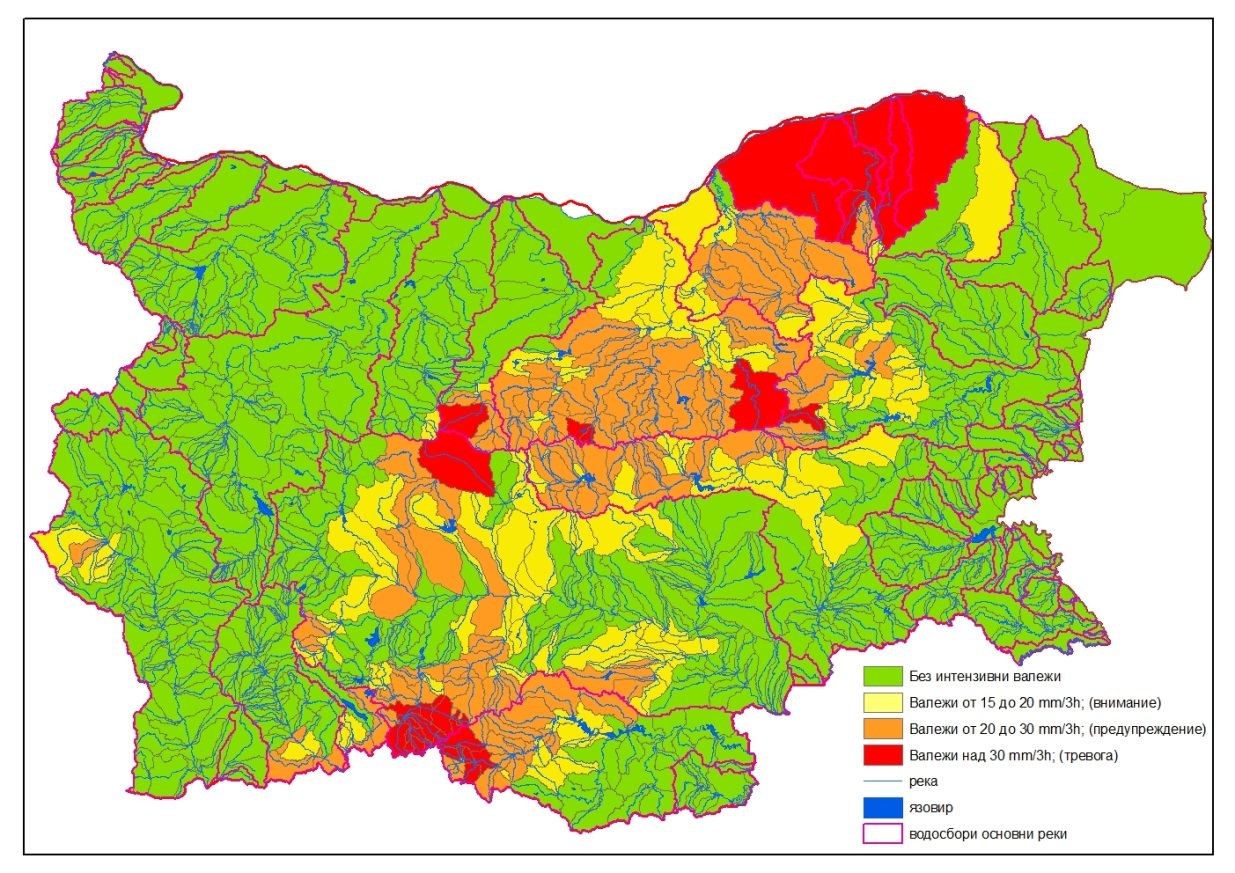 Без интензивни валежи
Валежи от 15 до 20 mm/3h; (внимание)
Валежи от 20 до 30 mm/3h; (предупреждение)
Валежи над 30 mm/3h; (тревога)
река
язовир
водосбори основни реки